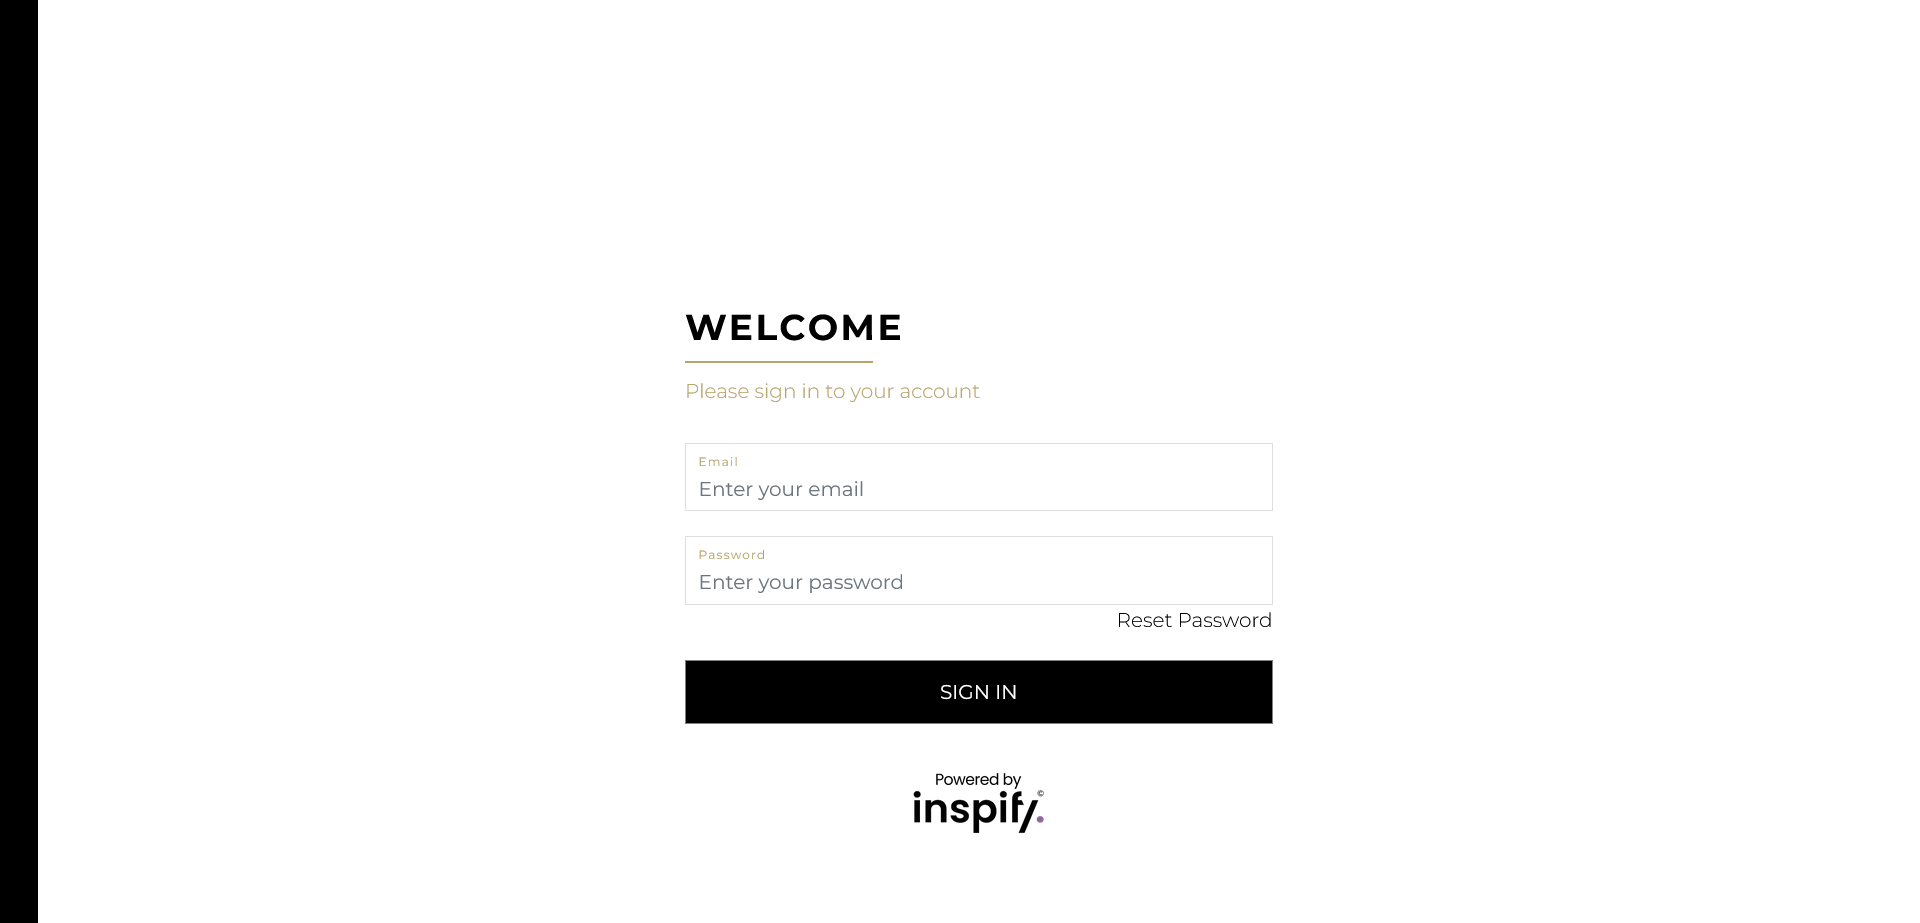 WELCOME
Please sign in to your account
Email
Enter your email
Password
Enter your password
Reset Password
SIGN IN
Powered by
inspify.©